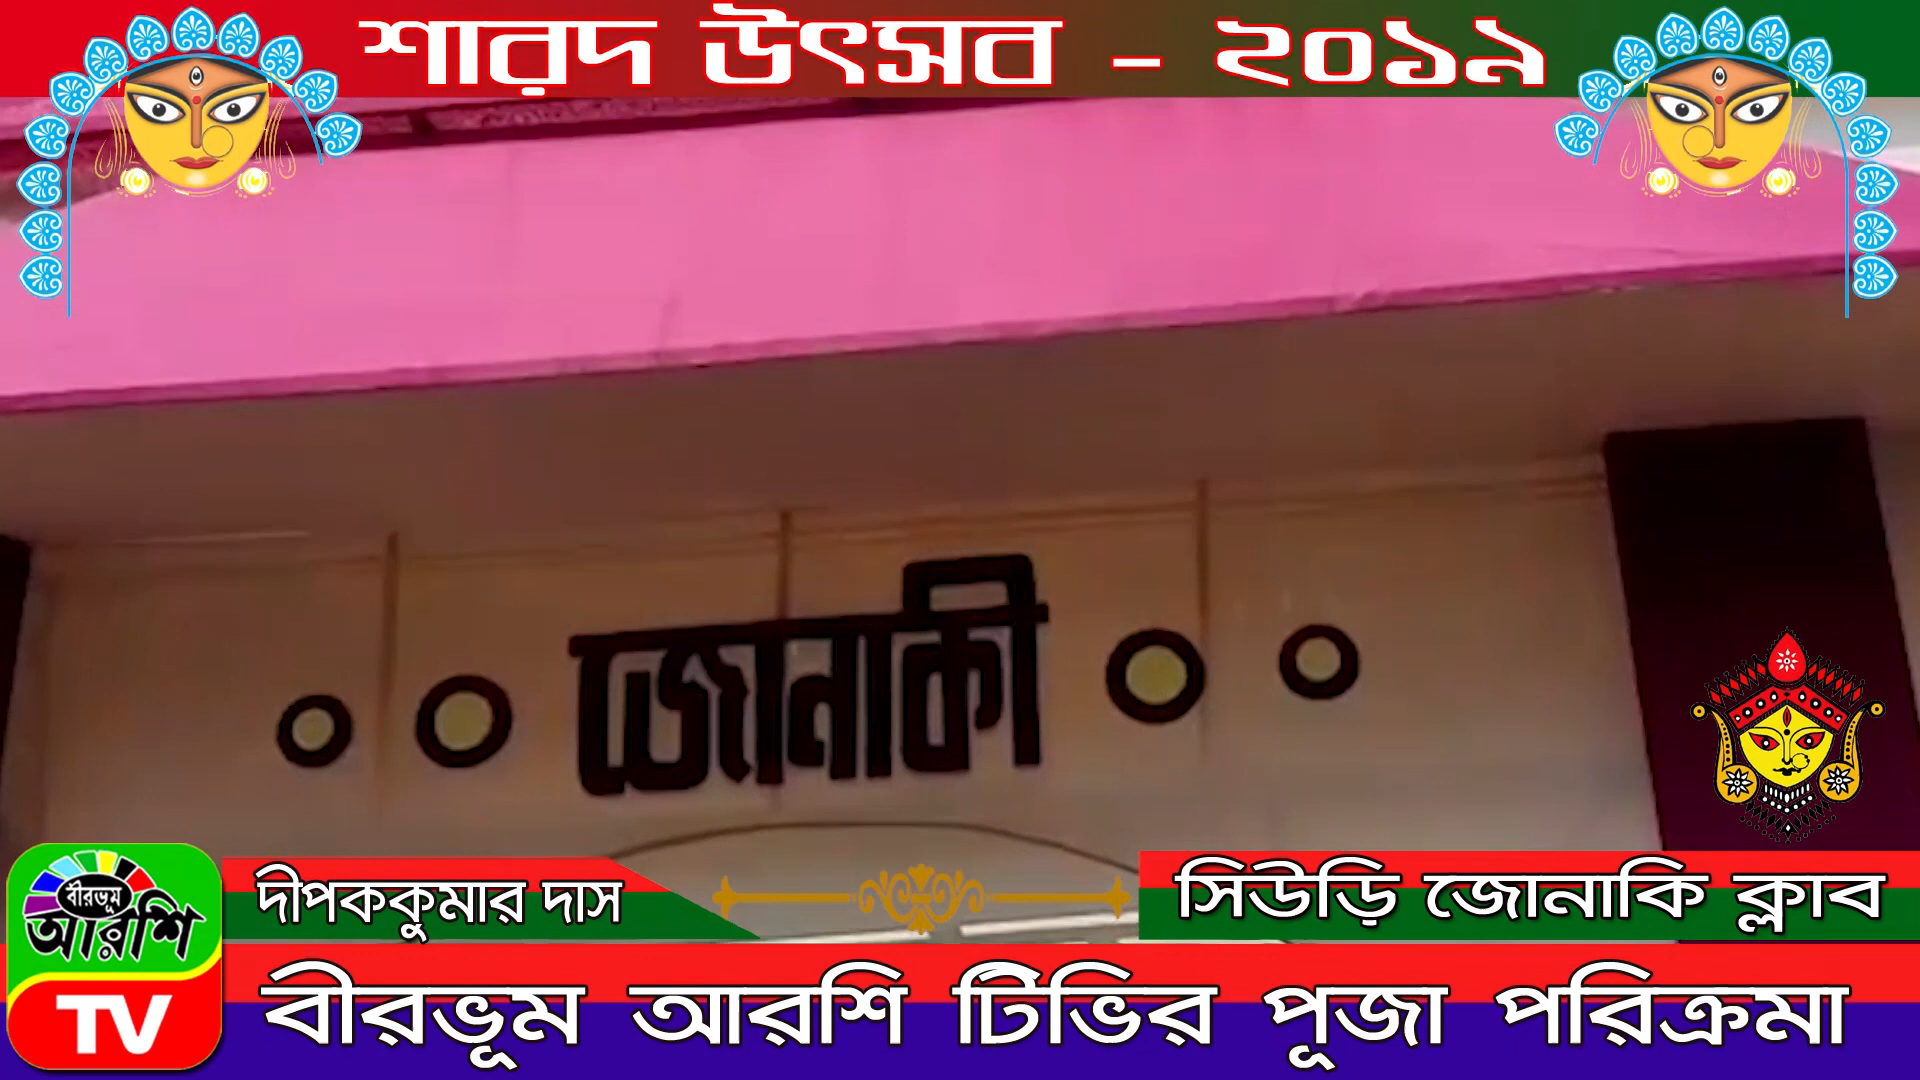 শারদ উৎসব - ২০১৯
জোনাকী
দীপককুমার দাস
সিউড়ি জোনাকি ক্লাব
বীরভূম
আরশি
TV
বীরভূম আরশি টিভির পূজা পরিক্রমা